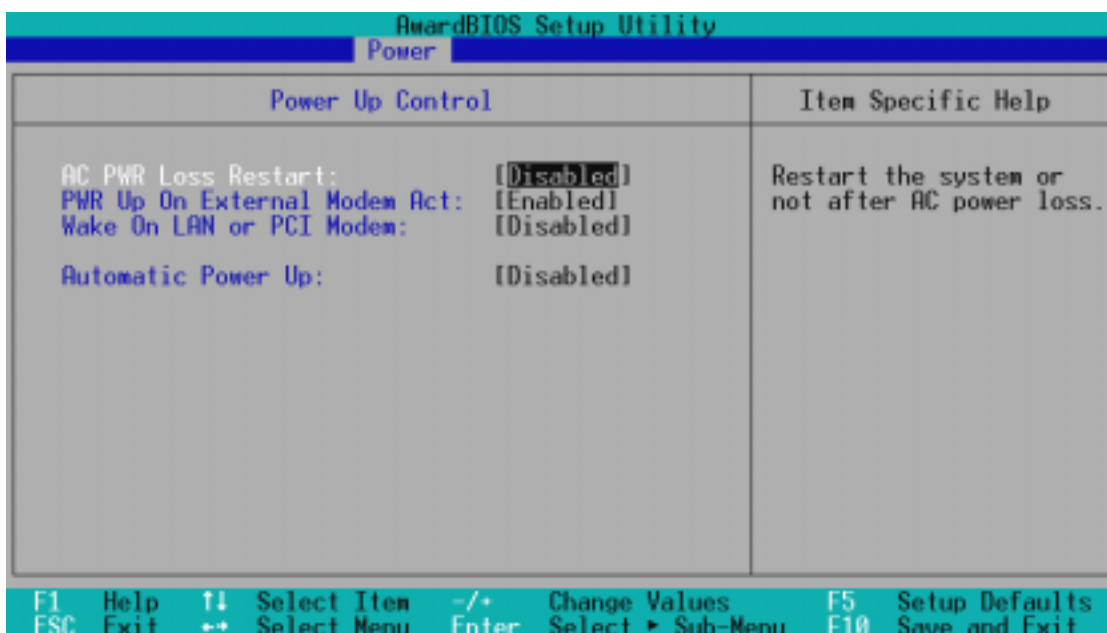 AwardBIOS Setup Utility
Power
Power Up Control
Item Specific Help
AC PWR Loss Restart: [Disabled]
PWR Up On External Modem Act: [Enabled]
Wake On LAN or PCI Modem: [Disabled]
Automatic Power Up: [Disabled]
Restart the system or
not after AC power loss.
F1 Help ↑↓ Select Item -/+ Change Values F5 Setup Defaults
ESC Exit ←→ Select Menu Enter Select ► Sub-Menu F10 Save and Exit